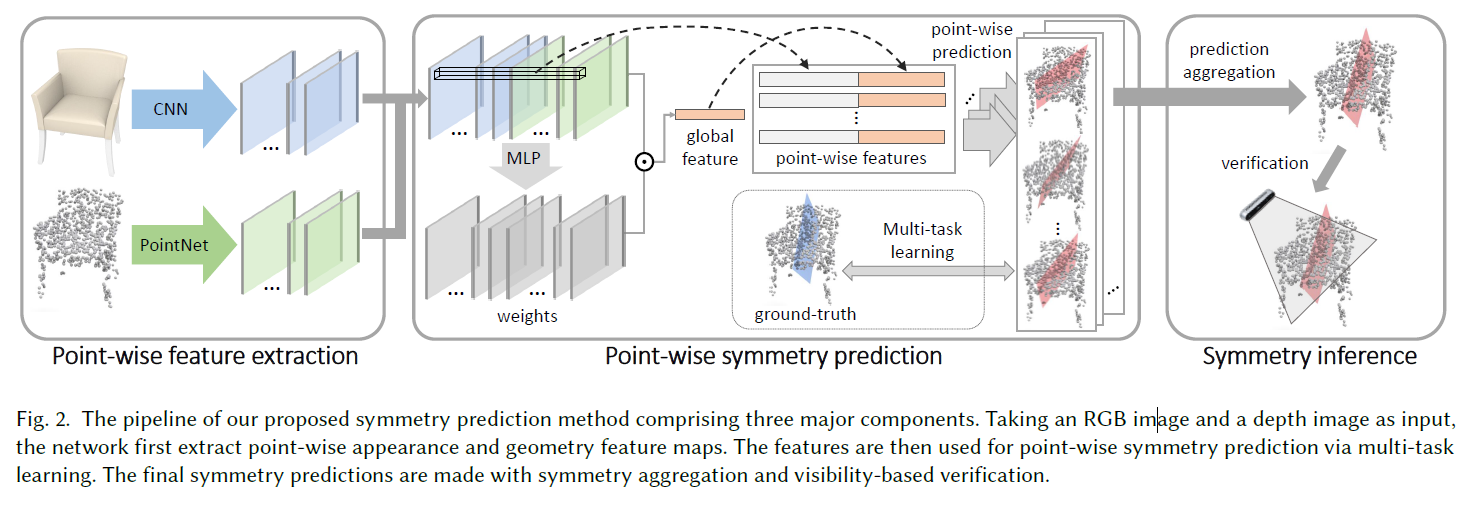 CNN
PointNet
Point-wise feature extraction
...
...
...
...
MLP
...
...
weights
global
feature
point-wise features
point-wise
prediction
Multi-task
learning
ground-truth
Point-wise symmetry prediction
prediction
aggregation
verification
Symmetry inference
Fig. 2. The pipeline of our proposed symmetry prediction method comprising three major components. Taking an RGB image and a depth image as input,
the network first extract point-wise appearance and geometry feature maps. The features are then used for point-wise symmetry prediction via multi-task
learning. The final symmetry predictions are made with symmetry aggregation and visibility-based verification.